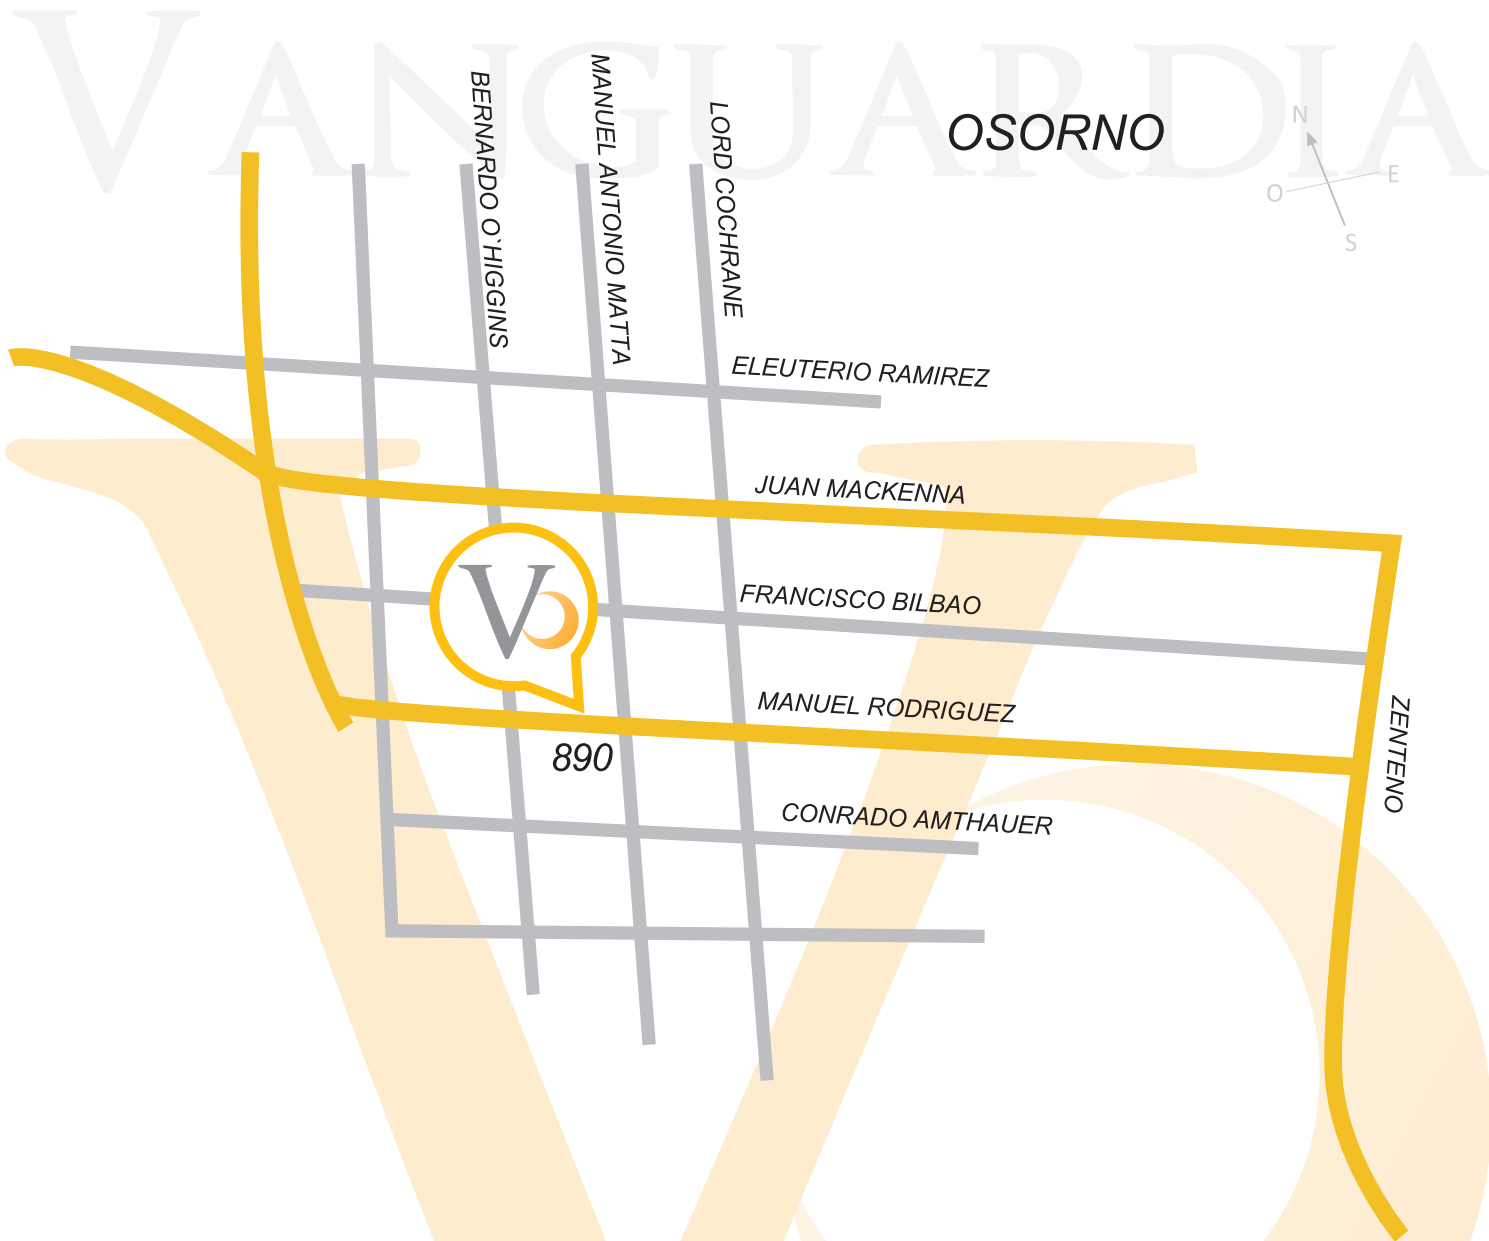 VANGUARDIA
OSORNO
N
E
O
S
BERNARDO O`HIGGINS
MANUEL ANTONIO MATTA
LORD COCHRANE
ELEUTERIO RAMIREZ
JUAN MACKENNA
FRANCISCO BILBAO
V
MANUEL RODRIGUEZ
ZENTENO
890
CONRADO AMTHAUER